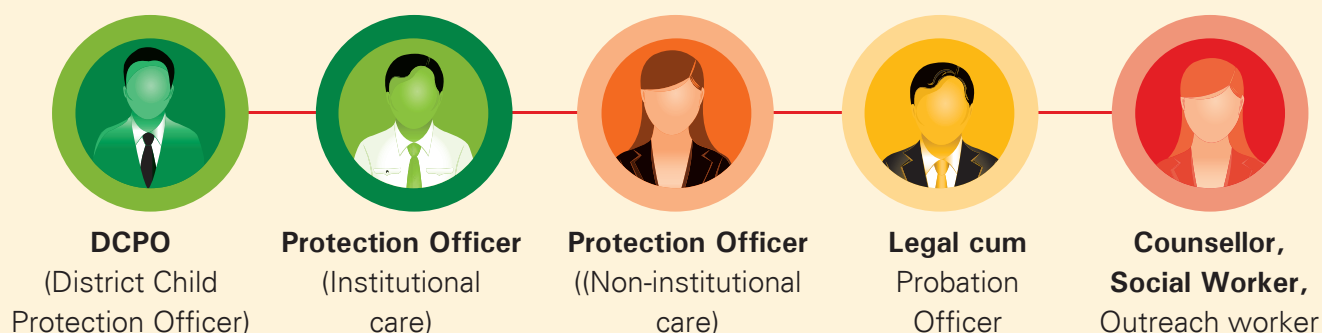 DCPO
(District Child
Protection Officer)
Protection Officer
(Institutional
care)
Protection Officer
((Non-institutional
care)
Legal cum
Probation
Officer
Counsellor,
Social Worker,
Outreach worker